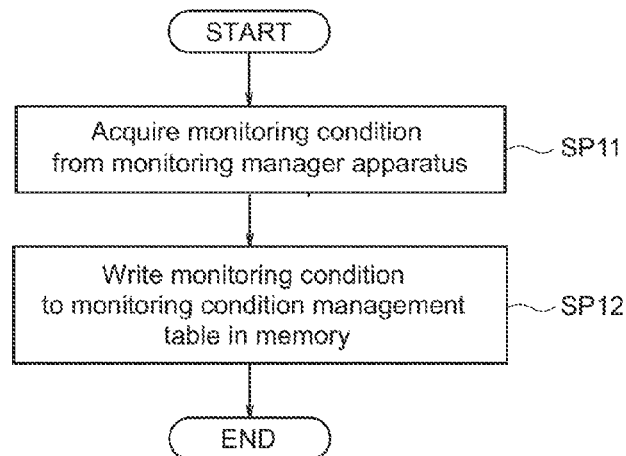 START
Acquire monitoring condition
from monitoring manager apparatus
SP11
Write monitoring condition
to monitoring condition management
table in memory
SP12
END